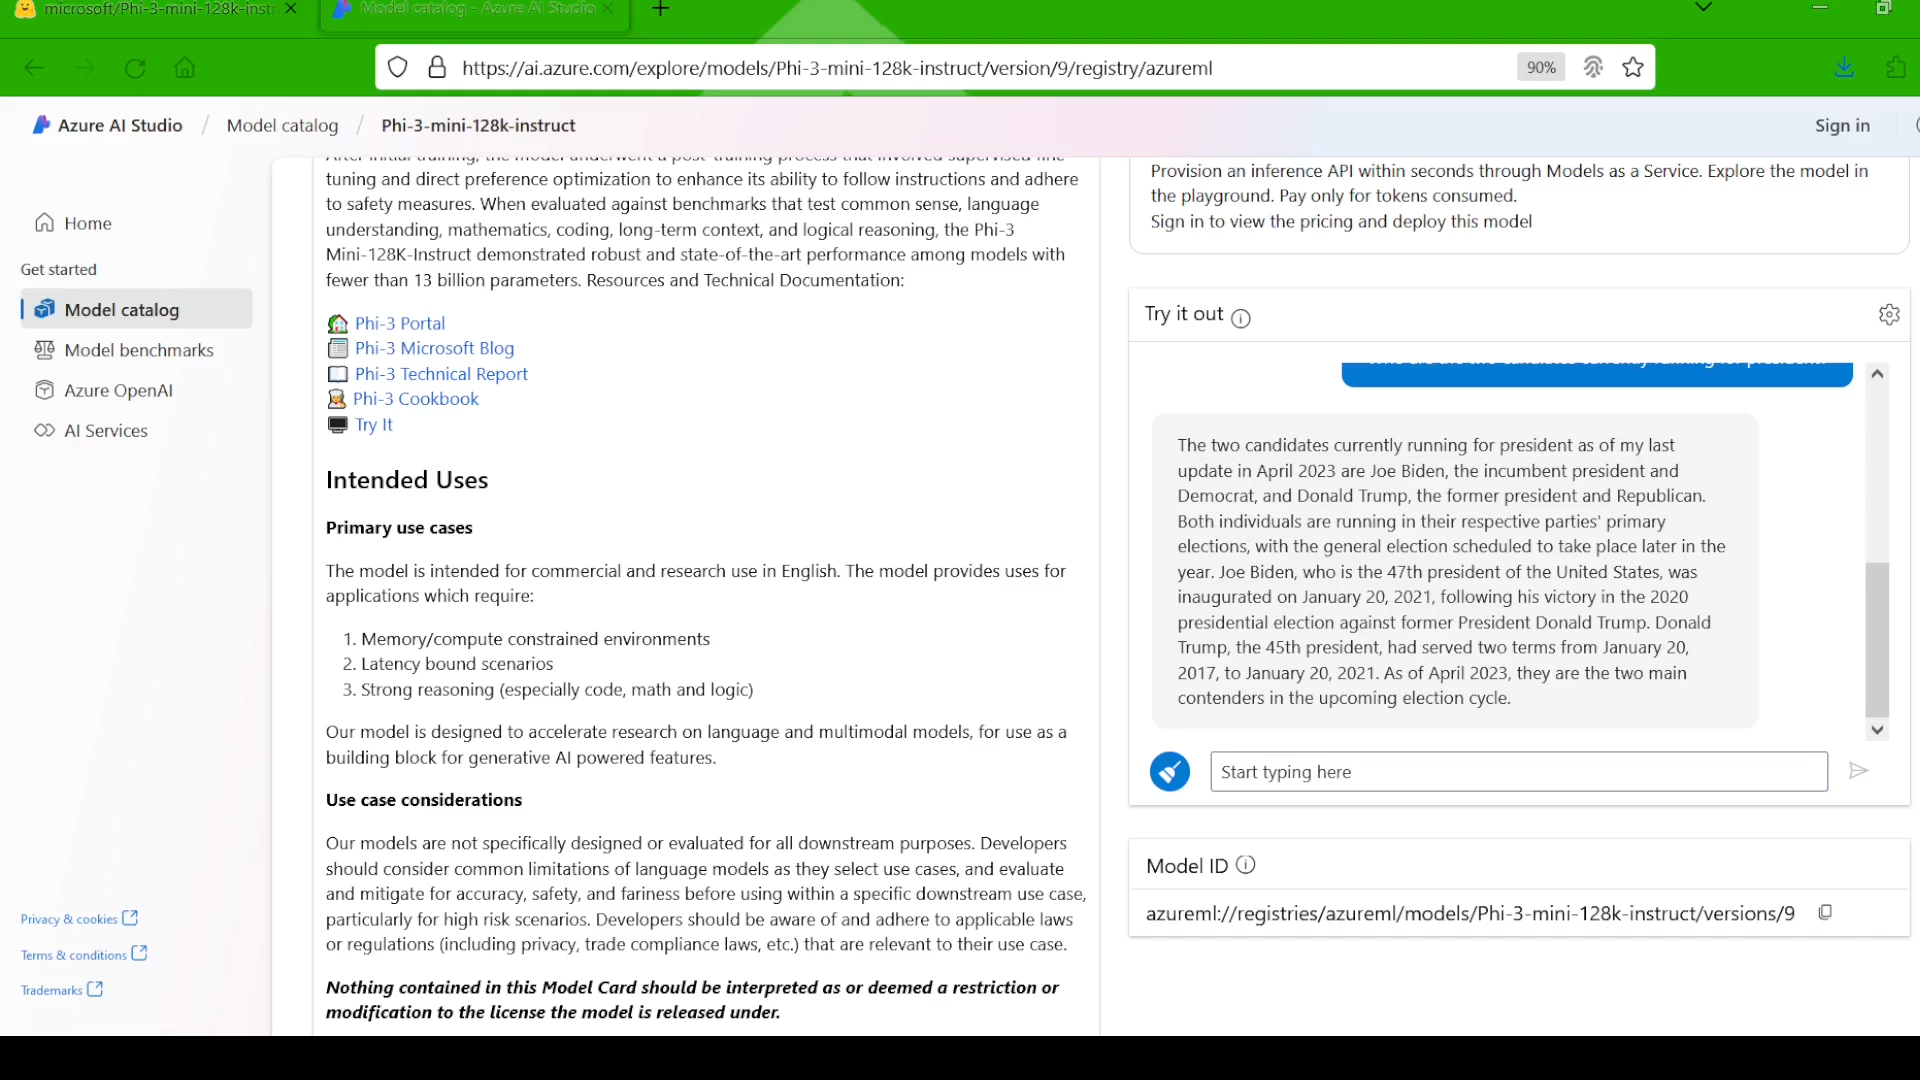 microsoft/Phi-3-mini-128k-instr
Model catalog - Azure AI Studio
https://ai.azure.com/explore/models/Phi-3-mini-128k-instruct/version/9/registry/azureml
90%
Azure AI Studio / Model catalog / Phi-3-mini-128k-instruct
Sign in
Home
Get started
Model catalog
Model benchmarks
Azure OpenAI
AI Services
Privacy & cookies
Terms & conditions
Trademarks
After initial training, the model underwent a post-training process that involved supervised fine-
tuning and direct preference optimization to enhance its ability to follow instructions and adhere
to safety measures. When evaluated against benchmarks that test common sense, language
understanding, mathematics, coding, long-term context, and logical reasoning, the Phi-3
Mini-128K-Instruct demonstrated robust and state-of-the-art performance among models with
fewer than 13 billion parameters. Resources and Technical Documentation:
Phi-3 Portal
Phi-3 Microsoft Blog
Phi-3 Technical Report
Phi-3 Cookbook
Try It
Intended Uses
Primary use cases
The model is intended for commercial and research use in English. The model provides uses for
applications which require:
1. Memory/compute constrained environments
2. Latency bound scenarios
3. Strong reasoning (especially code, math and logic)
Our model is designed to accelerate research on language and multimodal models, for use as a
building block for generative AI powered features.
Use case considerations
Our models are not specifically designed or evaluated for all downstream purposes. Developers
should consider common limitations of language models as they select use cases, and evaluate
and mitigate for accuracy, safety, and fariness before using within a specific downstream use case,
particularly for high risk scenarios. Developers should be aware of and adhere to applicable laws
or regulations (including privacy, trade compliance laws, etc.) that are relevant to their use case.
Nothing contained in this Model Card should be interpreted as or deemed a restriction or
modification to the license the model is released under.
Provision an inference API within seconds through Models as a Service. Explore the model in
the playground. Pay only for tokens consumed.
Sign in to view the pricing and deploy this model
Try it out
The two candidates currently running for president as of my last
update in April 2023 are Joe Biden, the incumbent president and
Democrat, and Donald Trump, the former president and Republican.
Both individuals are running in their respective parties' primary
elections, with the general election scheduled to take place later in the
year. Joe Biden, who is the 47th president of the United States, was
inaugurated on January 20, 2021, following his victory in the 2020
presidential election against former President Donald Trump. Donald
Trump, the 45th president, had served two terms from January 20,
2017, to January 20, 2021. As of April 2023, they are the two main
contenders in the upcoming election cycle.
Start typing here
Model ID
azureml://registries/azureml/models/Phi-3-mini-128k-instruct/versions/9